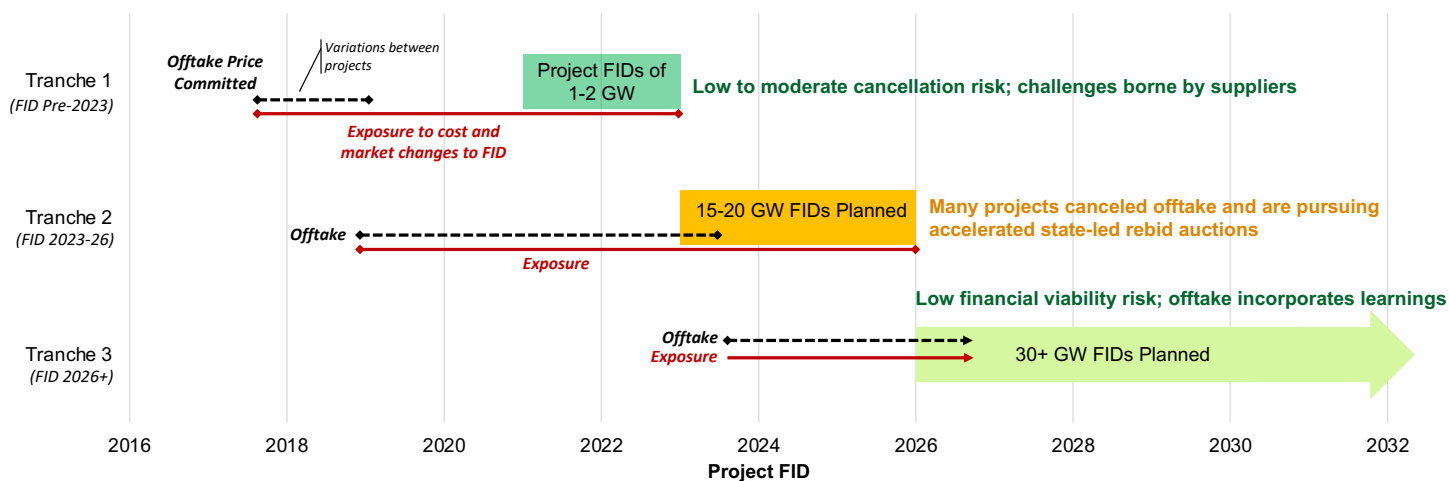 Tranche 1
(FID Pre-2023)
Offtake Price
Committed
Variations between
projects
Project FIDs of
1-2 GW
Low to moderate cancellation risk; challenges borne by suppliers
Exposure to cost and
market changes to FID
Tranche 2
(FID 2023-26)
Offtake
15-20 GW FIDs Planned
Many projects canceled offtake and are pursuing
accelerated state-led rebid auctions
Exposure
Low financial viability risk; offtake incorporates learnings
Tranche 3
(FID 2026+)
Offtake
Exposure
30+ GW FIDs Planned
2016 2018 2020 2022 2024 2026 2028 2030 2032
Project FID